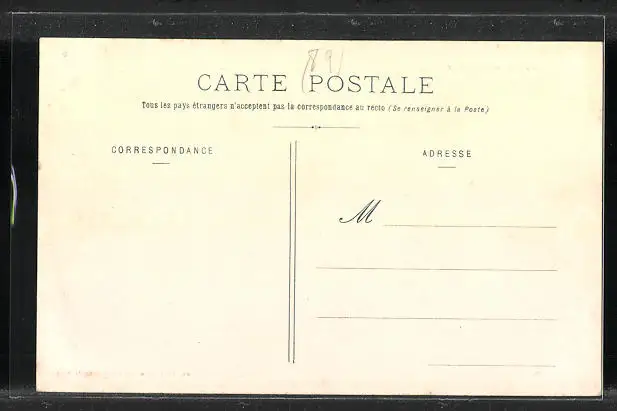 (89)
CARTE POSTALE
Tous les pays étrangers n'acceptent pas la correspondance au recto (Se renseigner à la Poste)
CORRESPONDANCE
ADRESSE
M